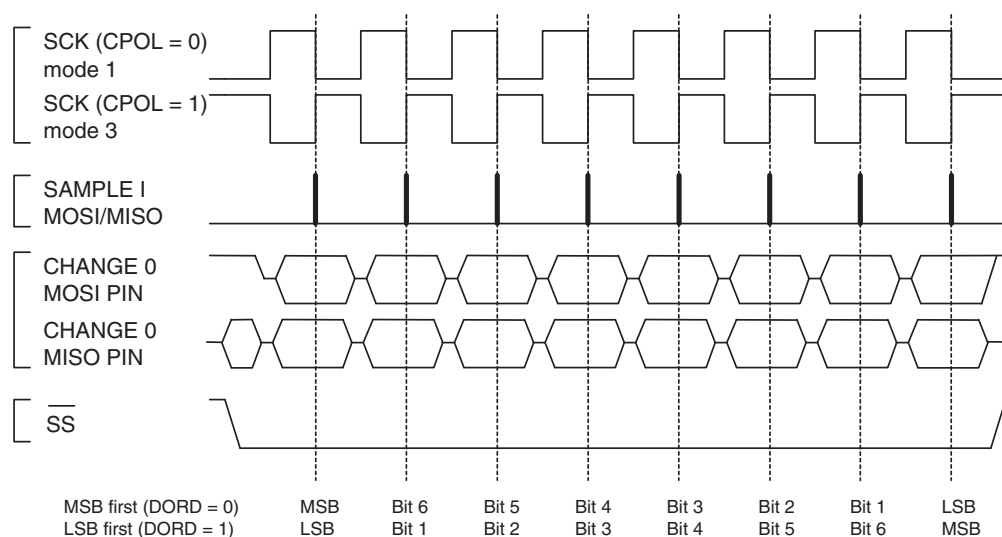 SCK (CPOL = 0)
mode 1
SCK (CPOL = 1)
mode 3
SAMPLE I
MOSI/MISO
CHANGE 0
MOSI PIN
CHANGE 0
MISO PIN
SS
MSB first (DORD = 0) MSB Bit 6 Bit 5 Bit 4 Bit 3 Bit 2 Bit 1 LSB
LSB first (DORD = 1) LSB Bit 1 Bit 2 Bit 3 Bit 4 Bit 5 Bit 6 MSB